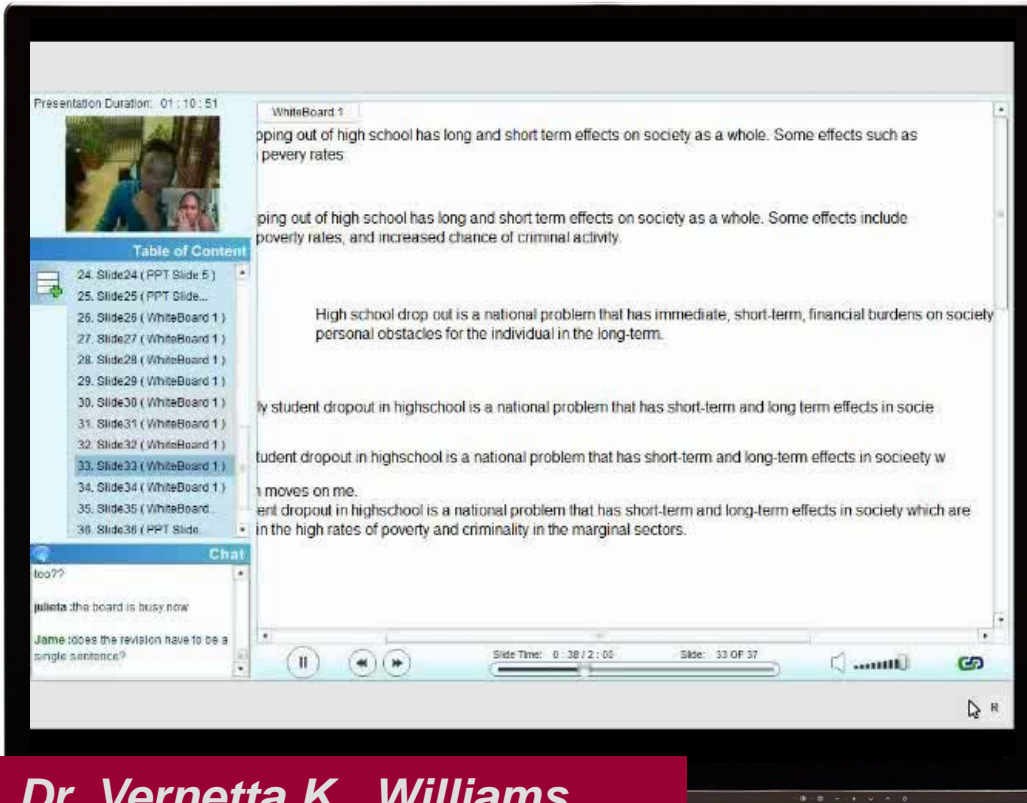 Presentation Duration: 01 : 10 : 51
WhiteBoard 1
pping out of high school has long and short term effects on society as a whole. Some effects such as
pevery rates
ping out of high school has long and short term effects on society as a whole. Some effects include
poverty rates, and increased chance of criminal activity.
High school drop out is a national problem that has immediate, short-term, financial burdens on society
personal obstacles for the individual in the long-term.
ly student dropout in highschool is a national problem that has short-term and long term effects in socie
tudent dropout in highschool is a national problem that has short-term and long-term effects in socieety w
moves on me.
ent dropout in highschool is a national problem that has short-term and long-term effects in society which are
in the high rates of poverty and criminality in the marginal sectors.
Table of Content
24. Slide24 ( PPT Slide 5 )
25. Slide25 ( PPT Slide...
26. Slide26 ( WhiteBoard 1 )
27. Slide27 ( WhiteBoard 1 )
28. Slide28 ( WhiteBoard 1 )
29. Slide29 ( WhiteBoard 1 )
30. Slide30 ( WhiteBoard 1 )
31. Slide31 ( WhiteBoard 1 )
32. Slide32 ( WhiteBoard 1 )
33. Slide33 ( WhiteBoard 1 )
34. Slide34 ( WhiteBoard 1 )
35. Slide35 ( WhiteBoard...
36. Slide36 ( PPT Slide...
Chat
too??
julieta :the board is busy now
Jame :does the revision have to be a
single sentence?
Slide Time: 0 : 38 / 2 : 00
Slide: 33 OF 37
R
Dr. Vernetta K. Williams